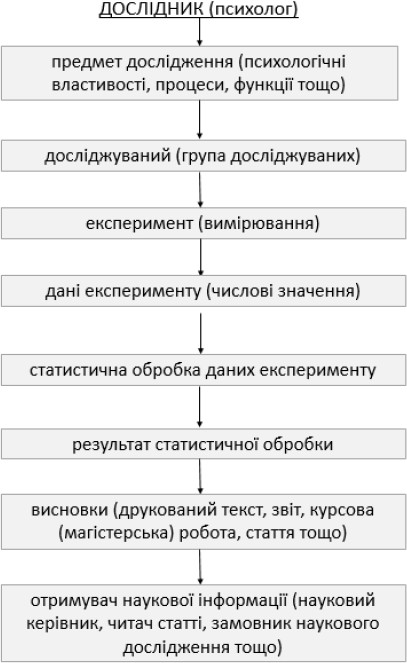 ДОСЛІДНИК (психолог)
предмет дослідження (психологічні
властивості, процеси, функції тощо)
досліджуваний (група досліджуваних)
експеримент (вимірювання)
дані експерименту (числові значення)
статистична обробка даних експерименту
результат статистичної обробки
висновки (друкований текст, звіт, курсова
(магістерська) робота, стаття тощо)
отримувач наукової інформації (науковий
керівник, читач статті, замовник наукового
дослідження тощо)